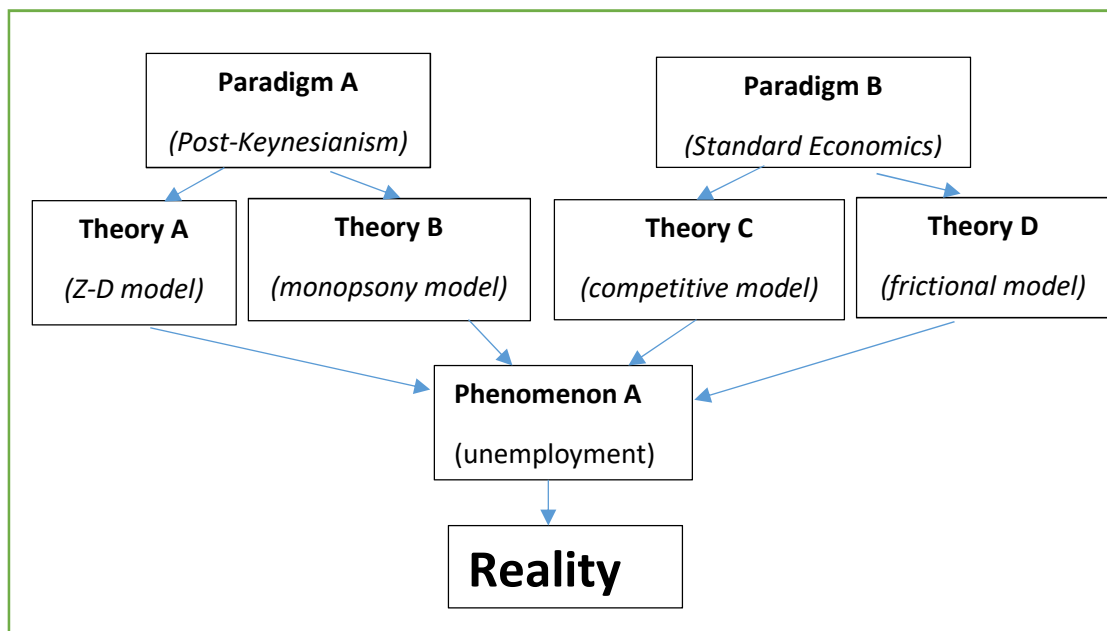 Paradigm A
(Post-Keynesianism)
Paradigm B
(Standard Economics)
Theory A
(Z-D model)
Theory B
(monopsony model)
Theory C
(competitive model)
Theory D
(frictional model)
Phenomenon A
(unemployment)
Reality